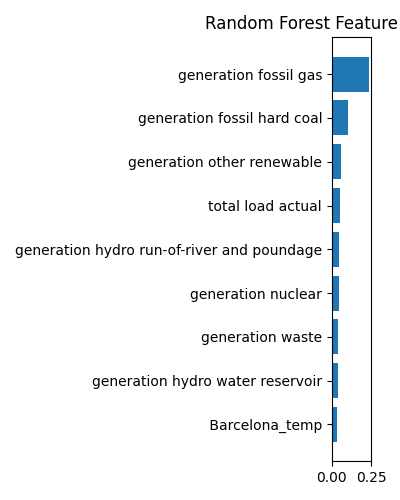 Random Forest Feature
generation fossil gas
generation fossil hard coal
generation other renewable
total load actual
generation hydro run-of-river and poundage
generation nuclear
generation waste
generation hydro water reservoir
Barcelona_temp
0.00 0.25